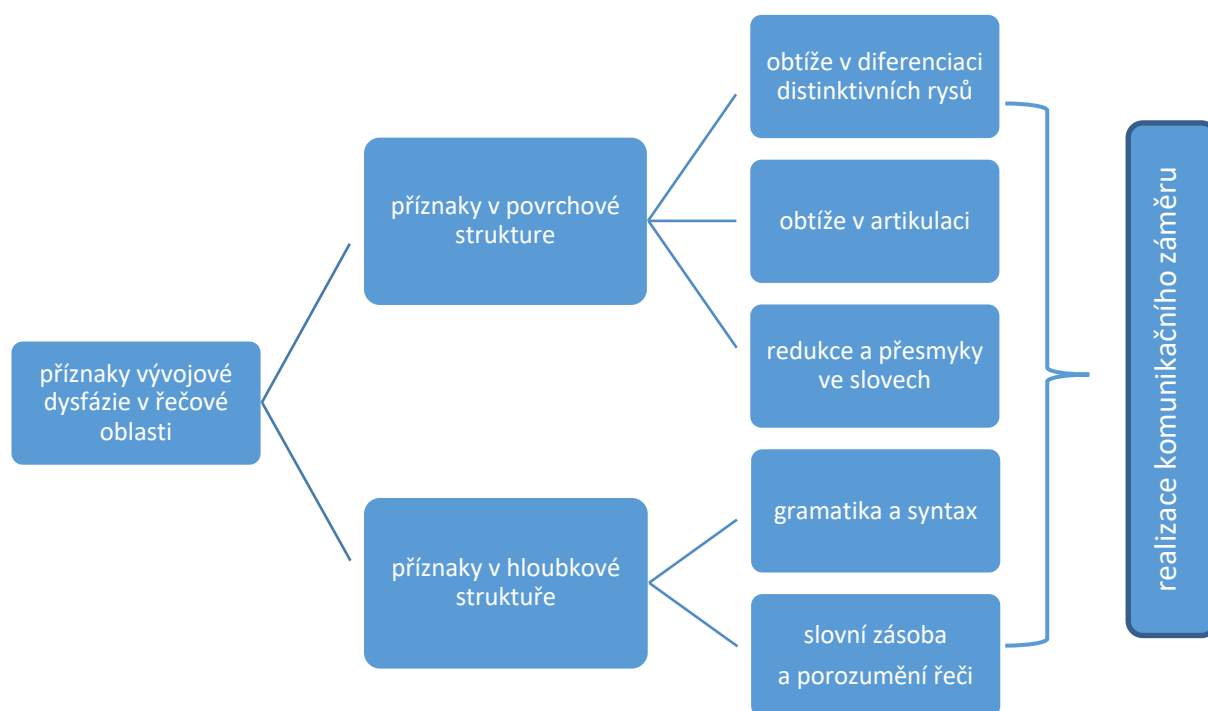 příznaky vývojové
dysfázie v řečové
oblasti
příznaky v povrchové
strukture
příznaky v hloubkové
struktuře
obtíže v diferenciaci
distinktivních rysů
obtíže v artikulaci
redukce a přesmyky
ve slovech
gramatika a syntax
slovní zásoba
a porozumění řeči
realizace komunikačního záměru